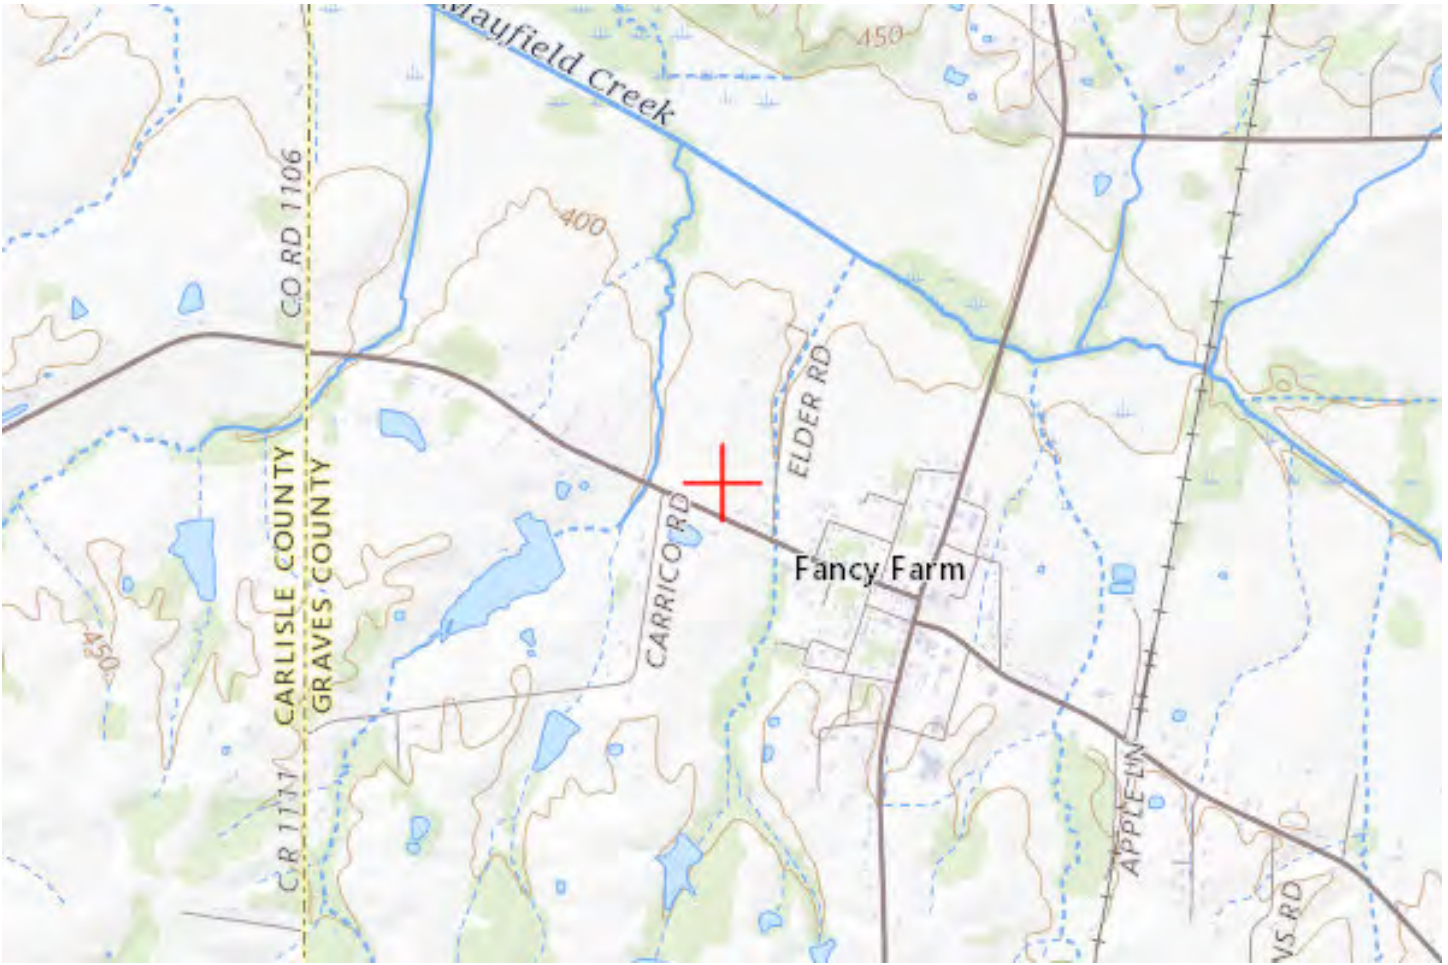 Mayfield Creek
450
CO RD 1106
400
ELDER RD
CARLISLE COUNTY
GRAVES COUNTY
CARRICO RD
Fancy Farm
450
C R 1111
APPLE LN
NS RD